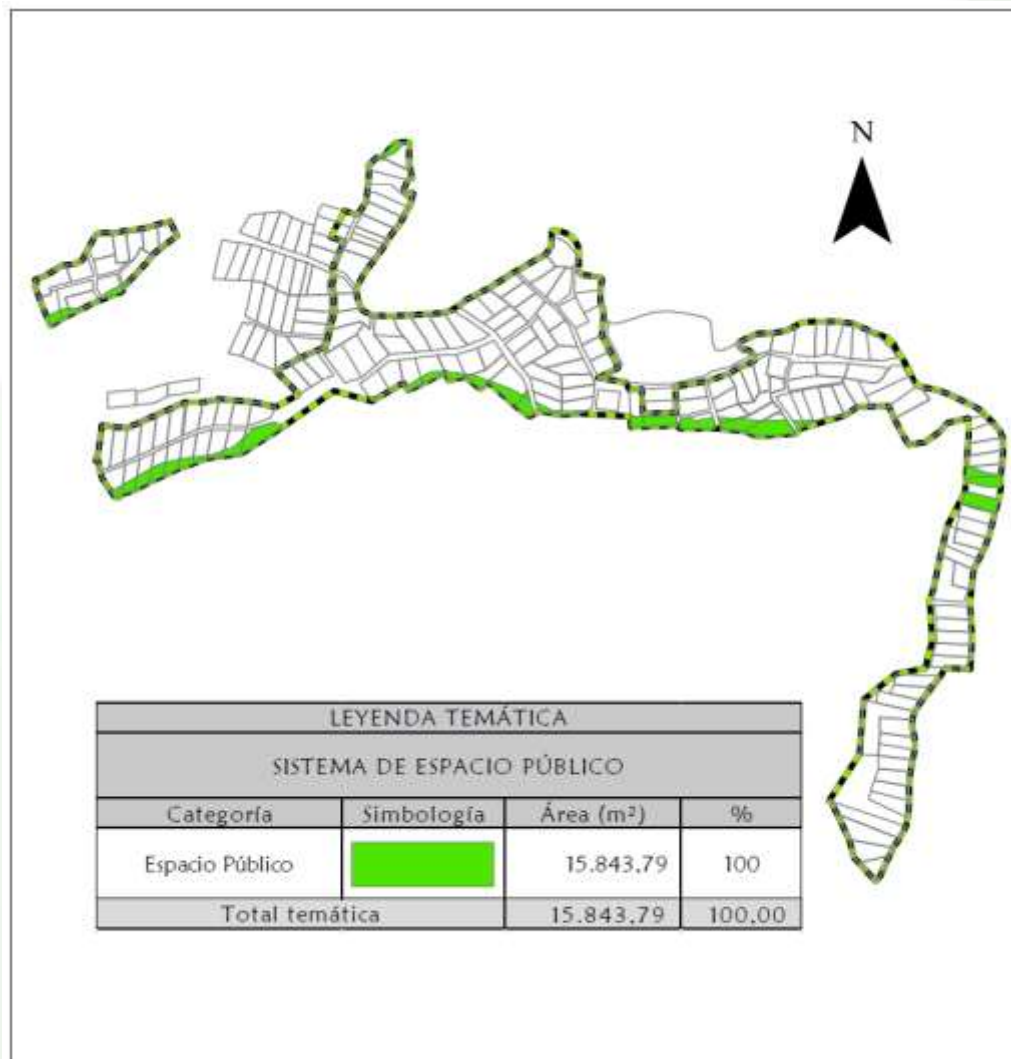 N
LEYENDA TEMÁTICA
SISTEMA DE ESPACIO PÚBLICO
Categoría Simbología Área (m²) %
Espacio Público 15.843,79 100
Total temática 15.843,79 100,00